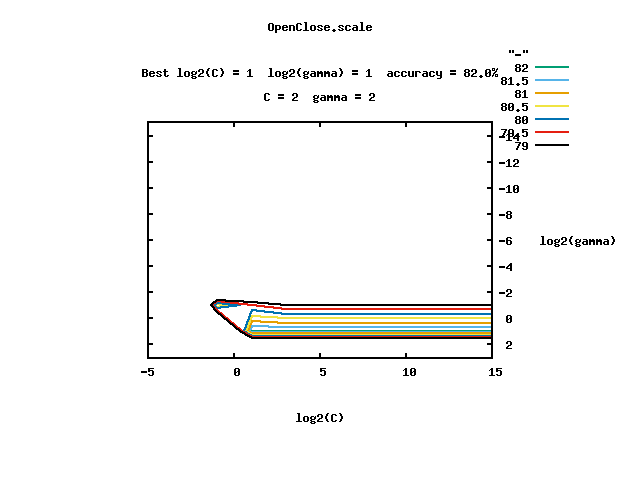 OpenClose.scale
"-"
Best log2(C) = 1  log2(gamma) = 1  accuracy = 82.0%
82
81.5
C = 2  gamma = 2
81
80.5
80
79.5
-14
79
-12
-10
-8
-6
log2(gamma)
-4
-2
0
2
-5 0 5 10 15
log2(C)